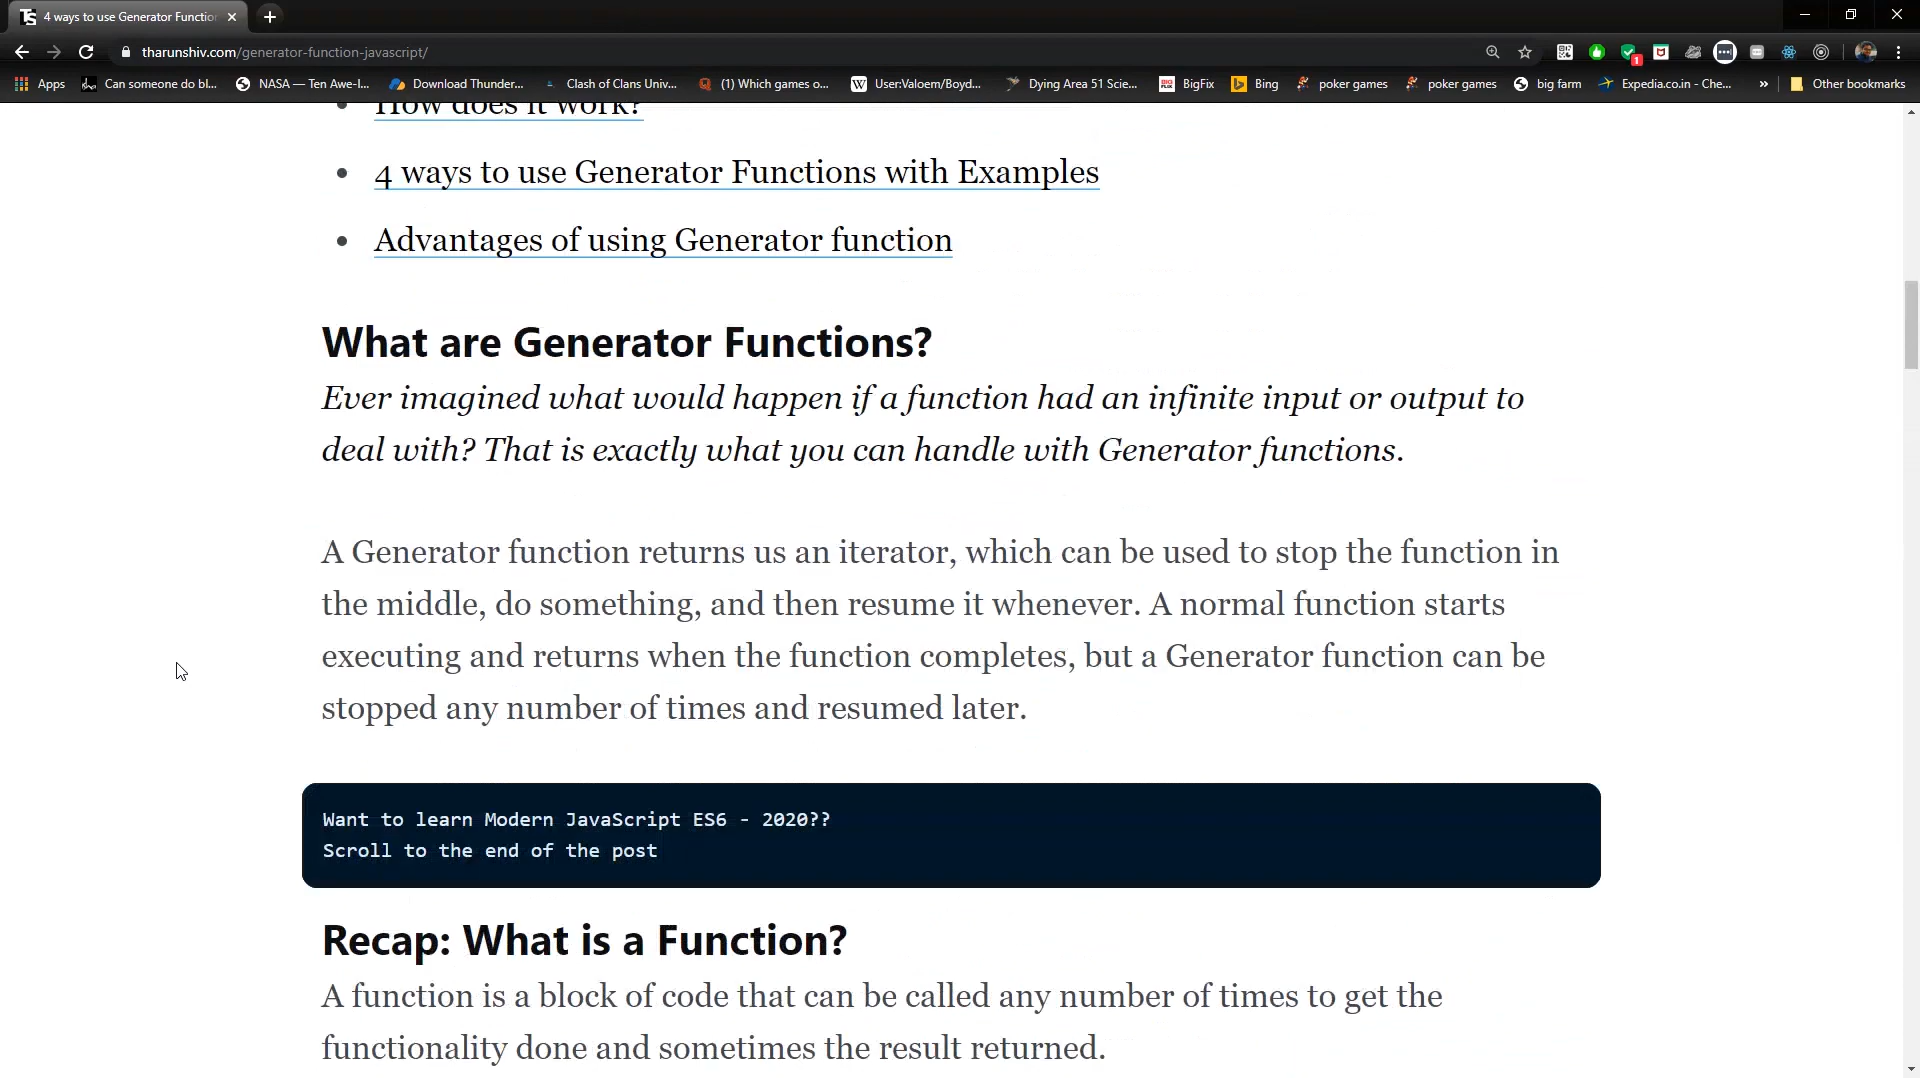 4 ways to use Generator Functio
tharunshiv.com/generator-function-javascript/
1
Apps
Can someone do bl...
NASA — Ten Awe-I...
Download Thunder...
Clash of Clans Univ...
(1) Which games o...
User:Valoem/Boyd...
Dying Area 51 Scie...
BigFix
Bing
poker games
poker games
big farm
Expedia.co.in - Che...
»
Other bookmarks
How does it work?
4 ways to use Generator Functions with Examples
Advantages of using Generator function
What are Generator Functions?
Ever imagined what would happen if a function had an infinite input or output to
deal with? That is exactly what you can handle with Generator functions.
A Generator function returns us an iterator, which can be used to stop the function in
the middle, do something, and then resume it whenever. A normal function starts
executing and returns when the function completes, but a Generator function can be
stopped any number of times and resumed later.
Want to learn Modern JavaScript ES6 - 2020??
Scroll to the end of the post
Recap: What is a Function?
A function is a block of code that can be called any number of times to get the
functionality done and sometimes the result returned.